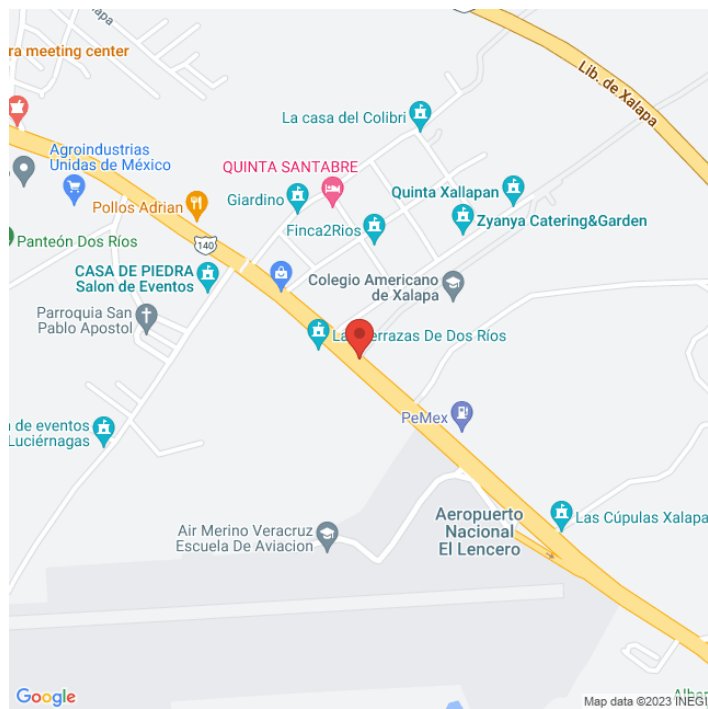 Xalapa
ra meeting center
Lib. de Xalapa
La casa del Colibri
Agroindustrias
Unidas de México
QUINTA SANTABRE
Quinta Xallapan
Giardino
Pollos Adrian
Zyanya Catering&Garden
Finca2Rios
Panteón Dos Ríos
140
CASA DE PIEDRA
Salon de Eventos
Colegio Americano
de Xalapa
Parroquia San
Pablo Apostol
Terrazas De Dos Ríos
PeMex
de eventos
Luciérnagas
Aeropuerto
Nacional
El Lencero
Las Cúpulas Xalapa
Air Merino Veracruz
Escuela De Aviacion
Google
Map data ©2023 INEGI